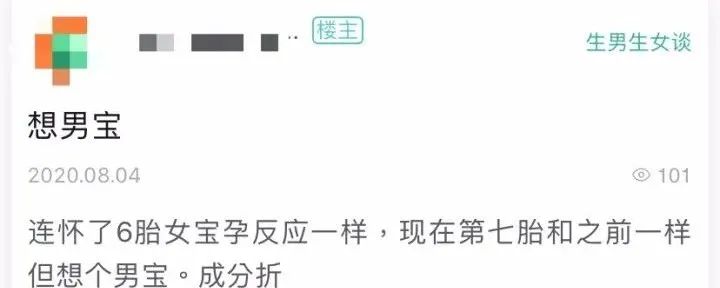 楼主
生男生女谈
想男宝
2020.08.04
101
连怀了6胎女宝孕反应一样，现在第七胎和之前一样
但想个男宝。成分折